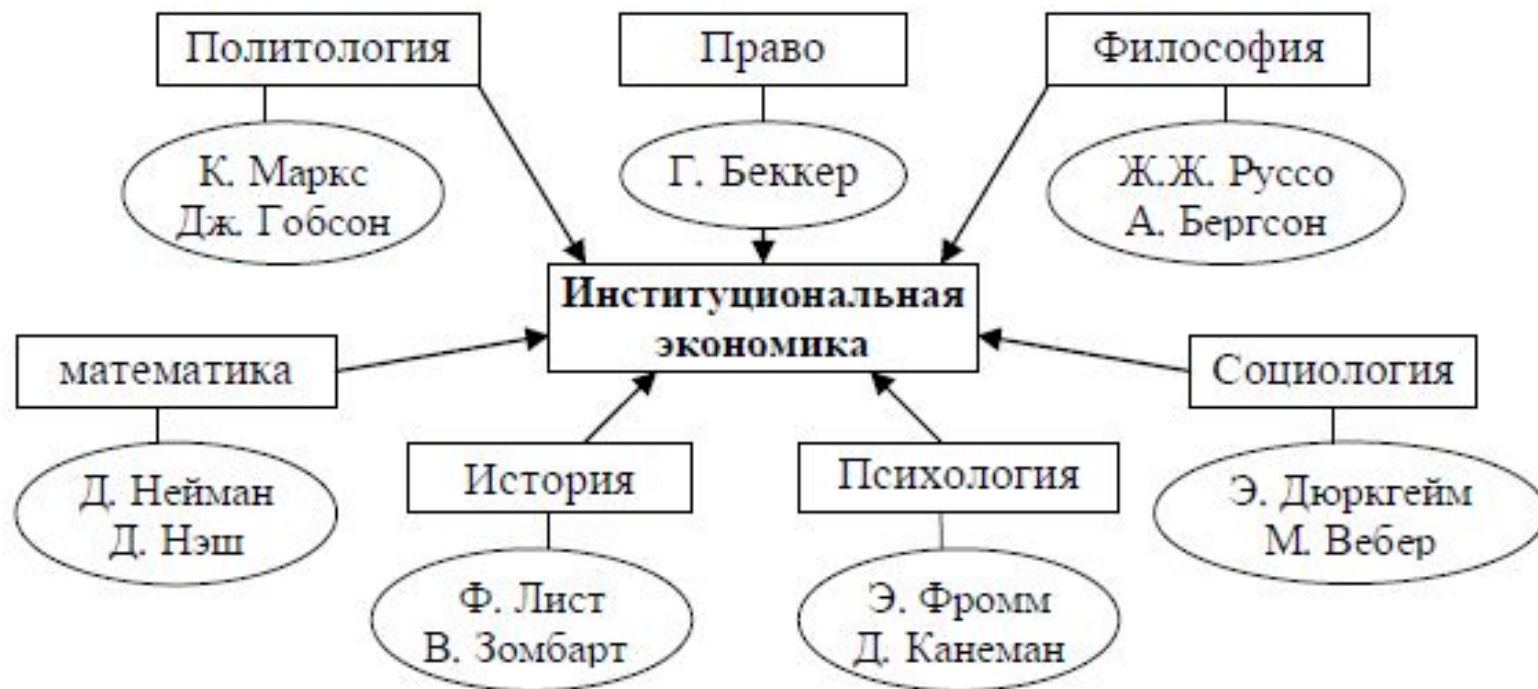 Политология
Право
Философия
К. Маркс
Дж. Гобсон
Г. Беккер
Ж.Ж. Руссо
А. Бергсон
Институциональная
экономика
математика
Социология
Д. Нейман
Д. Нэш
История
Психология
Э. Дюркгейм
М. Вебер
Ф. Лист
В. Зомбарт
Э. Фромм
Д. Канеман